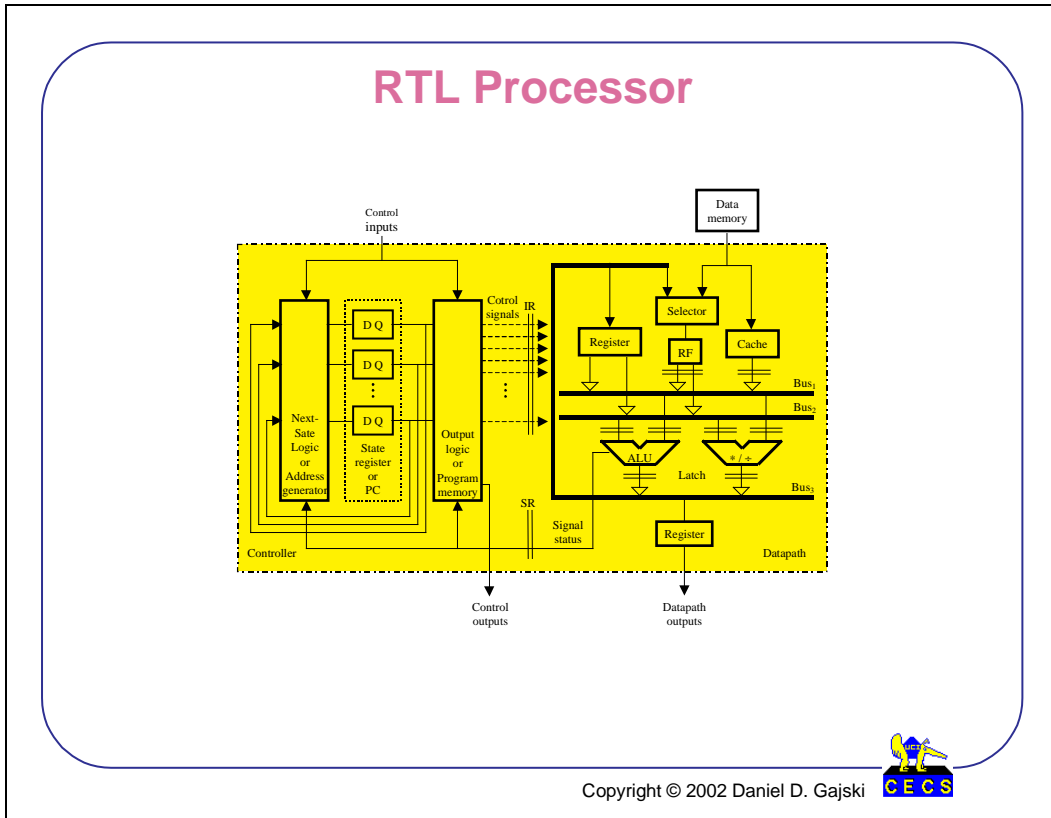 RTL Processor
Control
inputs
Data
memory
Cotrol
signals
IR
Selector
Register
RF
Cache
D Q
D Q
D Q
Bus₁
Bus₂
Bus₃
Next-
Sate
Logic
or
Address
generator
State
register
or
PC
Output
logic
or
Program
memory
ALU
* / ÷
Latch
SR
Signal
status
Register
Controller
Datapath
Control
outputs
Datapath
outputs
UCI
CECS
Copyright © 2002 Daniel D. Gajski